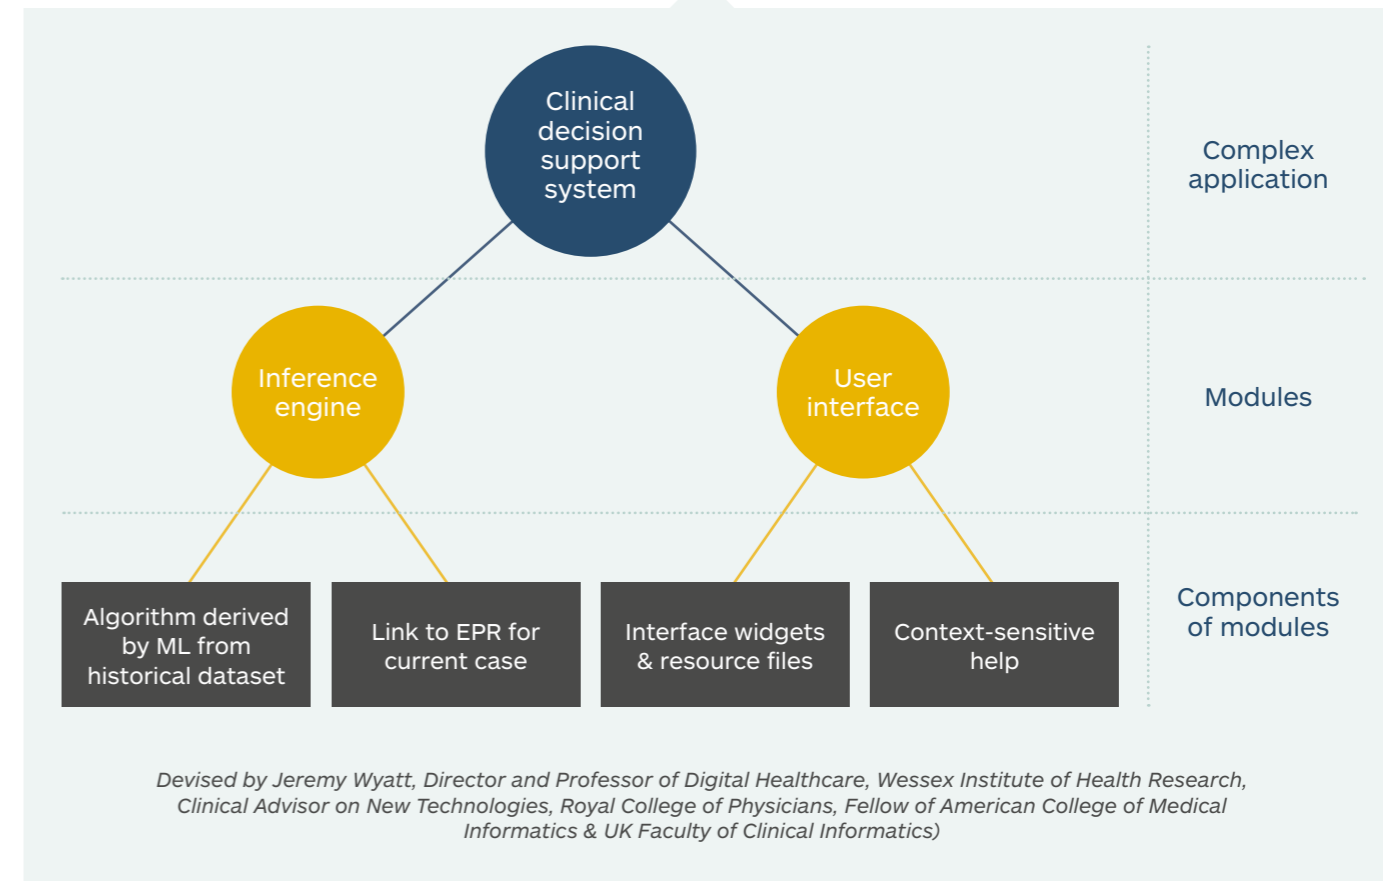 Clinical
decision
support
system
Complex
application
Inference
engine
User
interface
Modules
Algorithm derived
by ML from
historical dataset
Link to EPR for
current case
Interface widgets
& resource files
Context-sensitive
help
Components
of modules
Devised by Jeremy Wyatt, Director and Professor of Digital Healthcare, Wessex Institute of Health Research,
Clinical Advisor on New Technologies, Royal College of Physicians, Fellow of American College of Medical
Informatics & UK Faculty of Clinical Informatics)